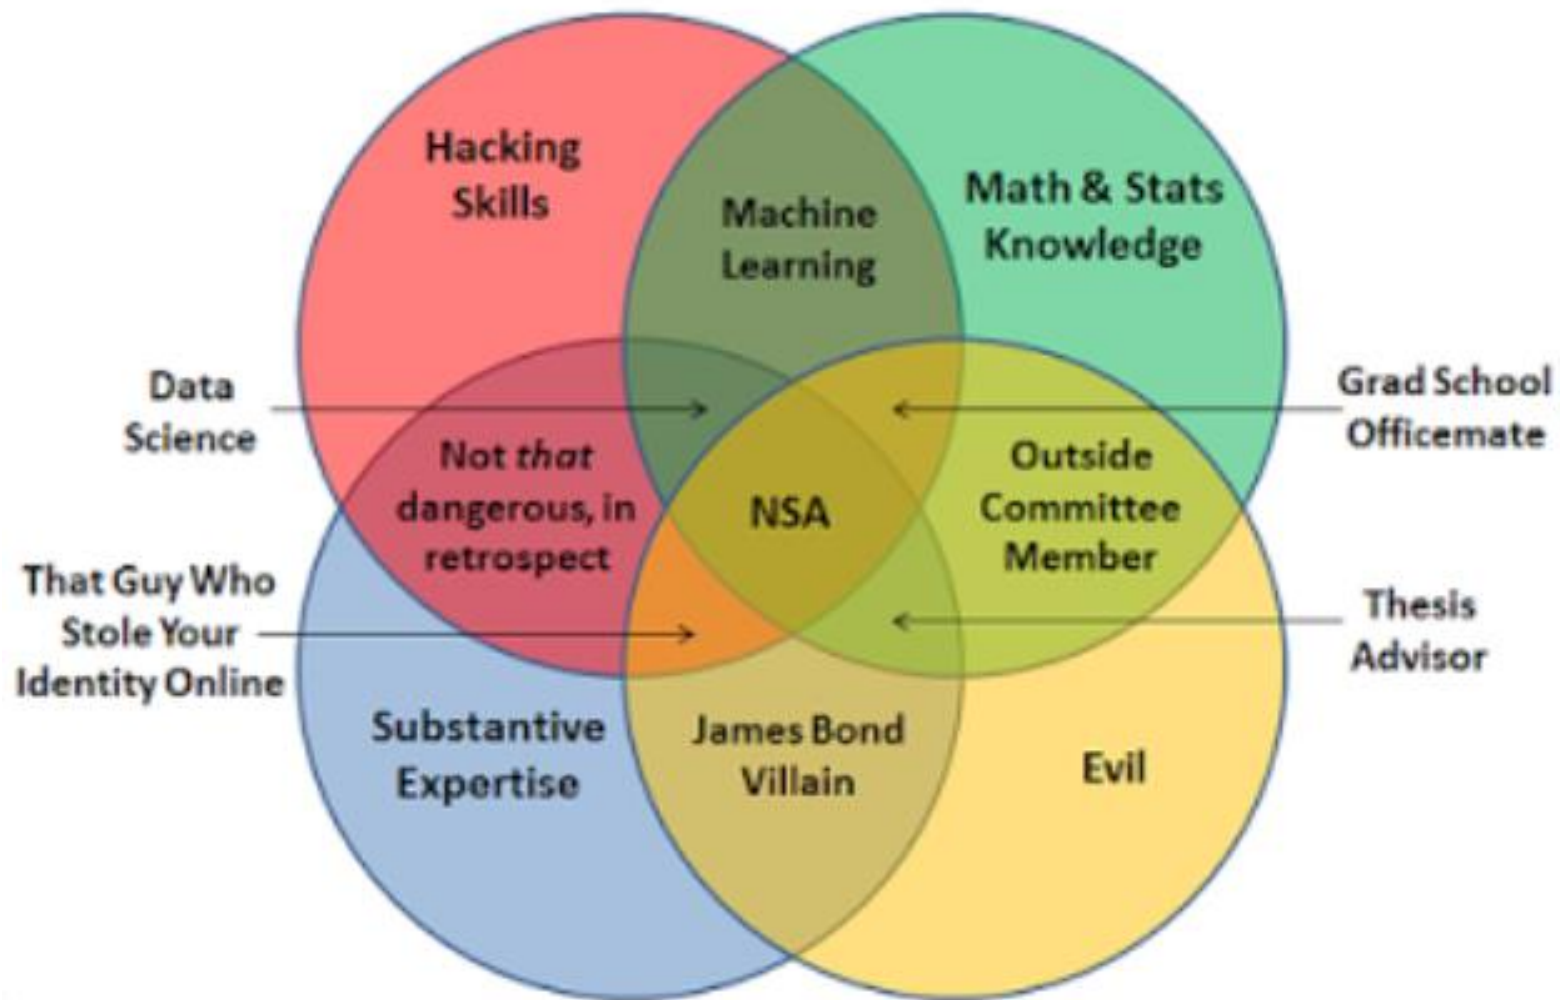 Hacking
Skills
Math & Stats
Knowledge
Machine
Learning
Data
Science
Grad School
Officemate
Not that
dangerous, in
retrospect
NSA
Outside
Committee
Member
That Guy Who
Stole Your
Identity Online
Thesis
Advisor
Substantive
Expertise
James Bond
Villain
Evil